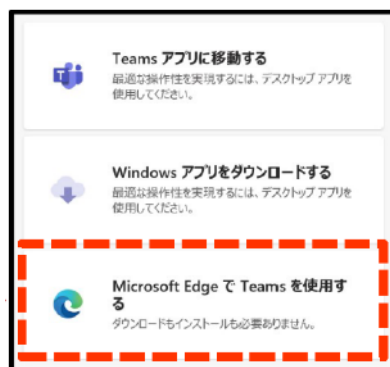 Teams アプリに移動する
最適な操作性を実現するには、デスクトップ アプリを
使用してください。
Windows アプリをダウンロードする
最適な操作性を実現するには、デスクトップ アプリを
使用してください。
Microsoft Edge で Teams を使用す
る
ダウンロードもインストールも必要ありません。